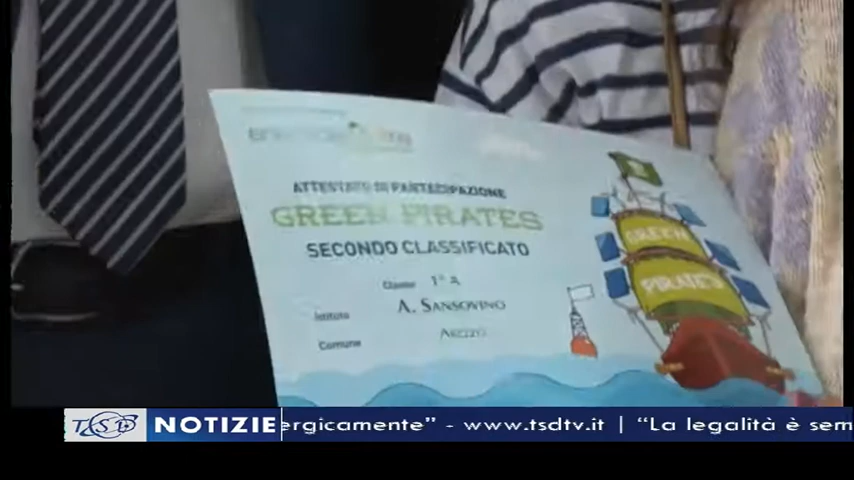 ATTESTATO DI PARTECIPAZIONE
GREEN PIRATES
SECONDO CLASSIFICATO
Classe 1° A
Istituto A. SANSOVINO
Comune AREZZO
GREEN
PIRATES
TSD NOTIZIE ergicamente” - www.tsdtv.it | “La legalità è sem